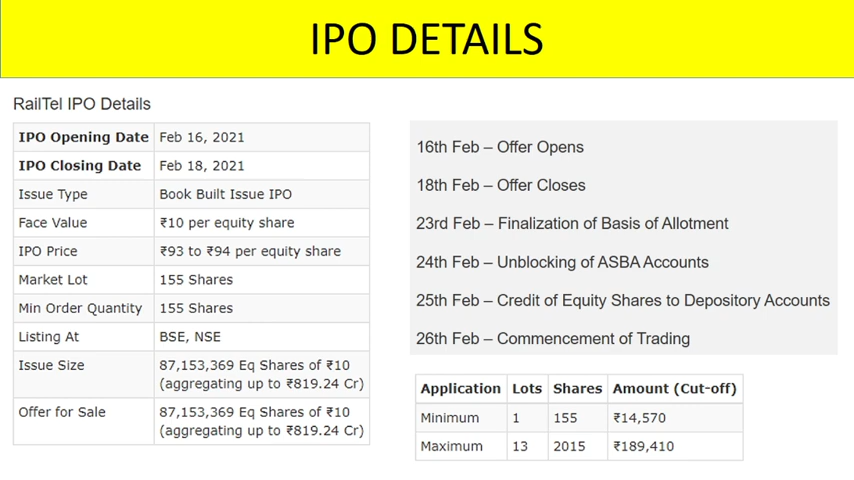 IPO DETAILS
RailTel IPO Details
IPO Opening Date Feb 16, 2021
IPO Closing Date Feb 18, 2021
Issue Type Book Built Issue IPO
Face Value ₹10 per equity share
IPO Price ₹93 to ₹94 per equity share
Market Lot 155 Shares
Min Order Quantity 155 Shares
Listing At BSE, NSE
Issue Size 87,153,369 Eq Shares of ₹10
(aggregating up to ₹819.24 Cr)
Offer for Sale 87,153,369 Eq Shares of ₹10
(aggregating up to ₹819.24 Cr)
16th Feb – Offer Opens
18th Feb – Offer Closes
23rd Feb – Finalization of Basis of Allotment
24th Feb – Unblocking of ASBA Accounts
25th Feb – Credit of Equity Shares to Depository Accounts
26th Feb – Commencement of Trading
Application Lots Shares Amount (Cut-off)
Minimum 1 155 ₹14,570
Maximum 13 2015 ₹189,410